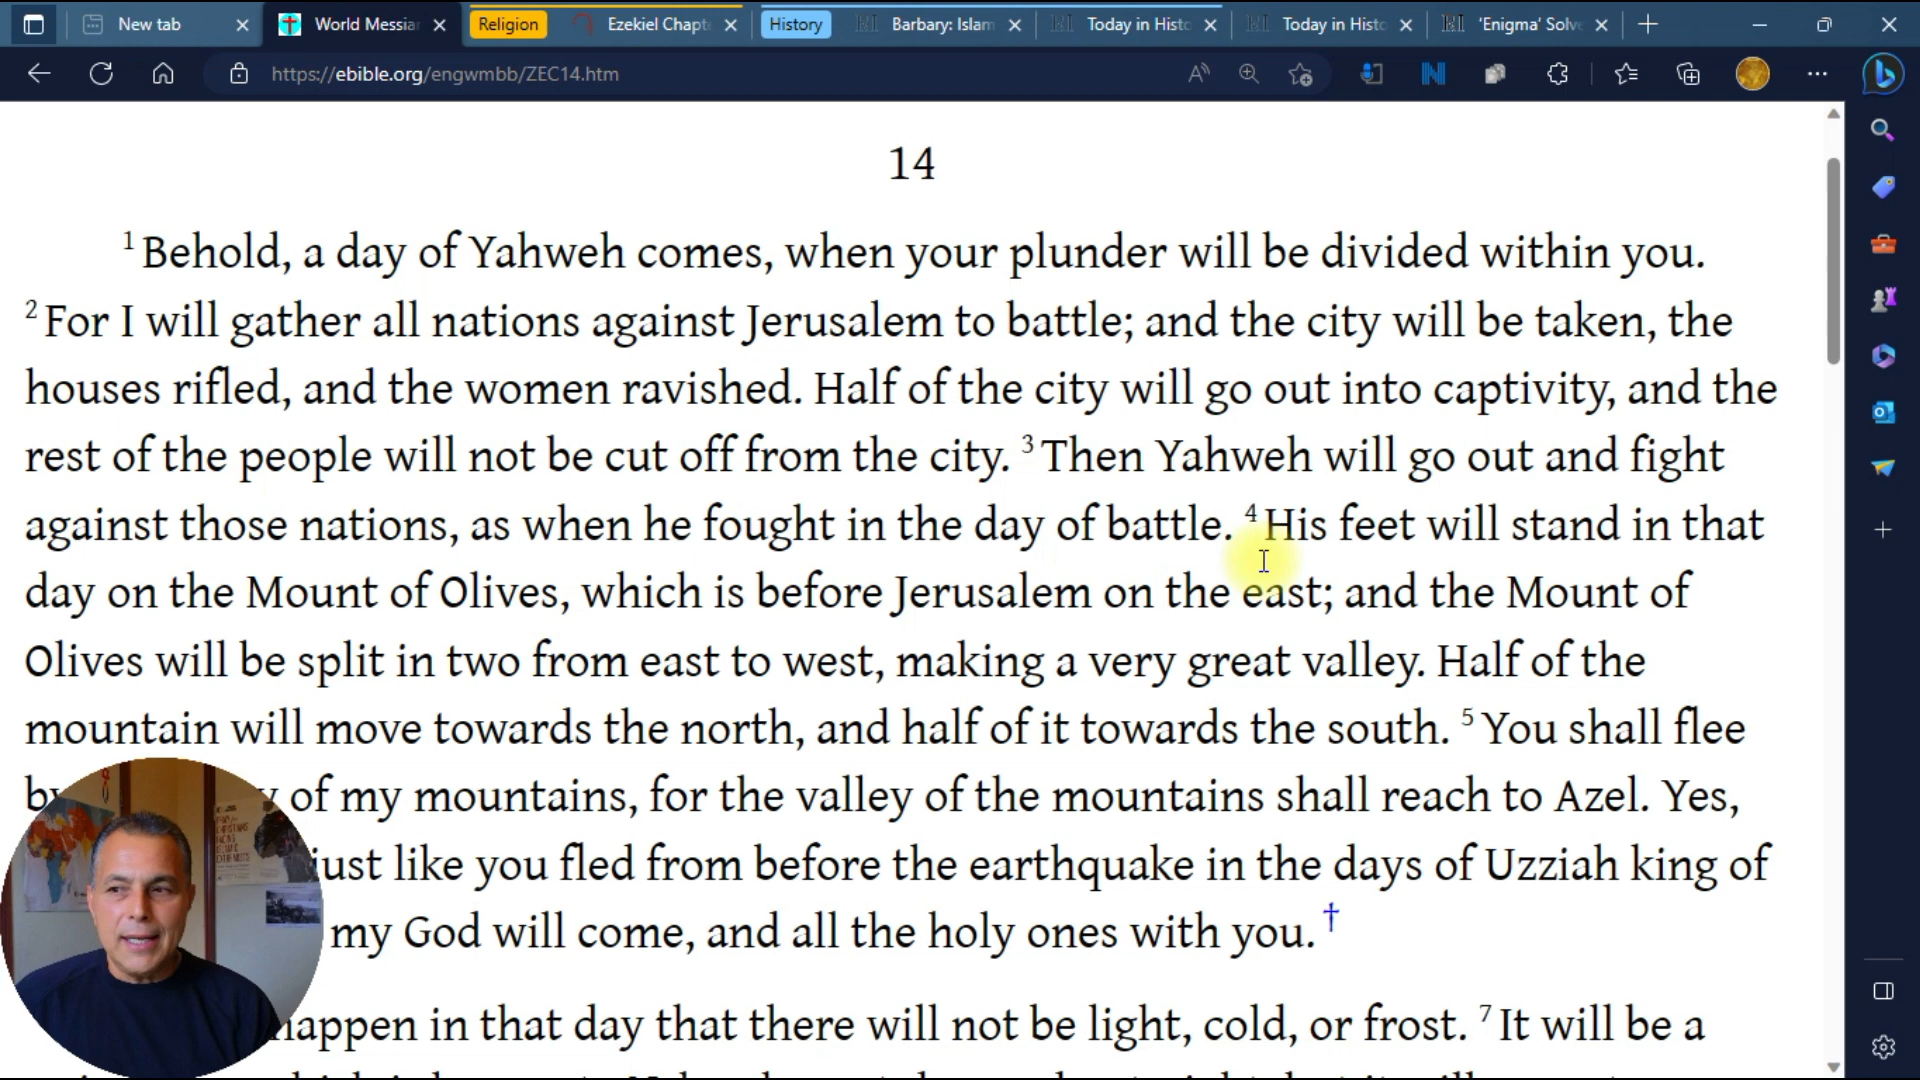 New tab
World Messia
Religion
Ezekiel Chapt
History
Barbary: Islam
Today in Histo
Today in Histo
'Enigma' Solv
https://ebible.org/engwmbb/ZEC14.htm
14
1 Behold, a day of Yahweh comes, when your plunder will be divided within you.
2 For I will gather all nations against Jerusalem to battle; and the city will be taken, the
houses rifled, and the women ravished. Half of the city will go out into captivity, and the
rest of the people will not be cut off from the city. 3 Then Yahweh will go out and fight
against those nations, as when he fought in the day of battle. 4 His feet will stand in that
day on the Mount of Olives, which is before Jerusalem on the east; and the Mount of
Olives will be split in two from east to west, making a very great valley. Half of the
mountain will move towards the north, and half of it towards the south. 5 You shall flee
of my mountains, for the valley of the mountains shall reach to Azel. Yes,
just like you fled from before the earthquake in the days of Uzziah king of
my God will come, and all the holy ones with you. †
happen in that day that there will not be light, cold, or frost. 7 It will be a